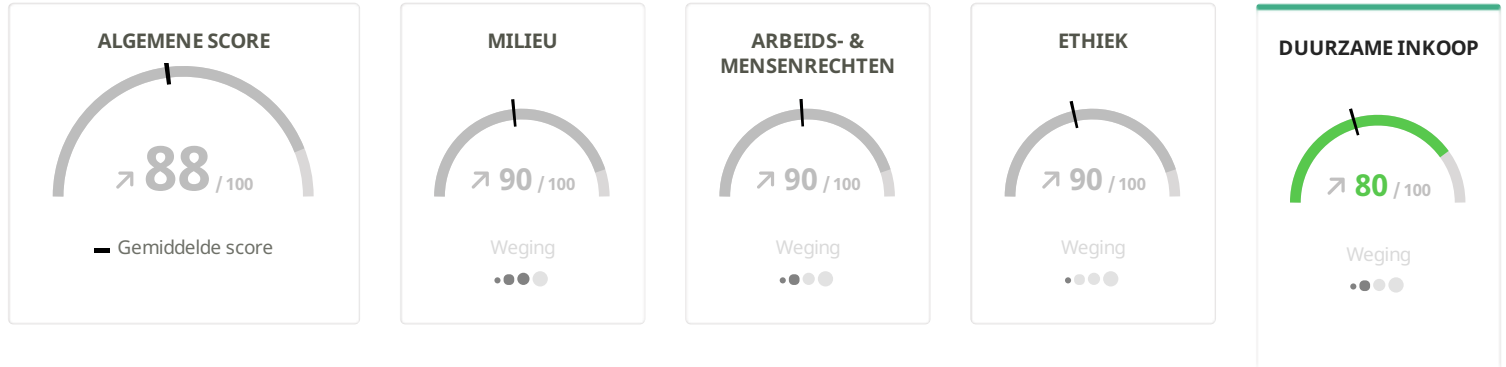 ALGEMENE SCORE
88 / 100
Gemiddelde score
MILIEU
90 / 100
Weging
ARBEIDS- &
MENSENRECHTEN
90 / 100
Weging
ETHIEK
90 / 100
Weging
DUURZAME INKOOP
80 / 100
Weging